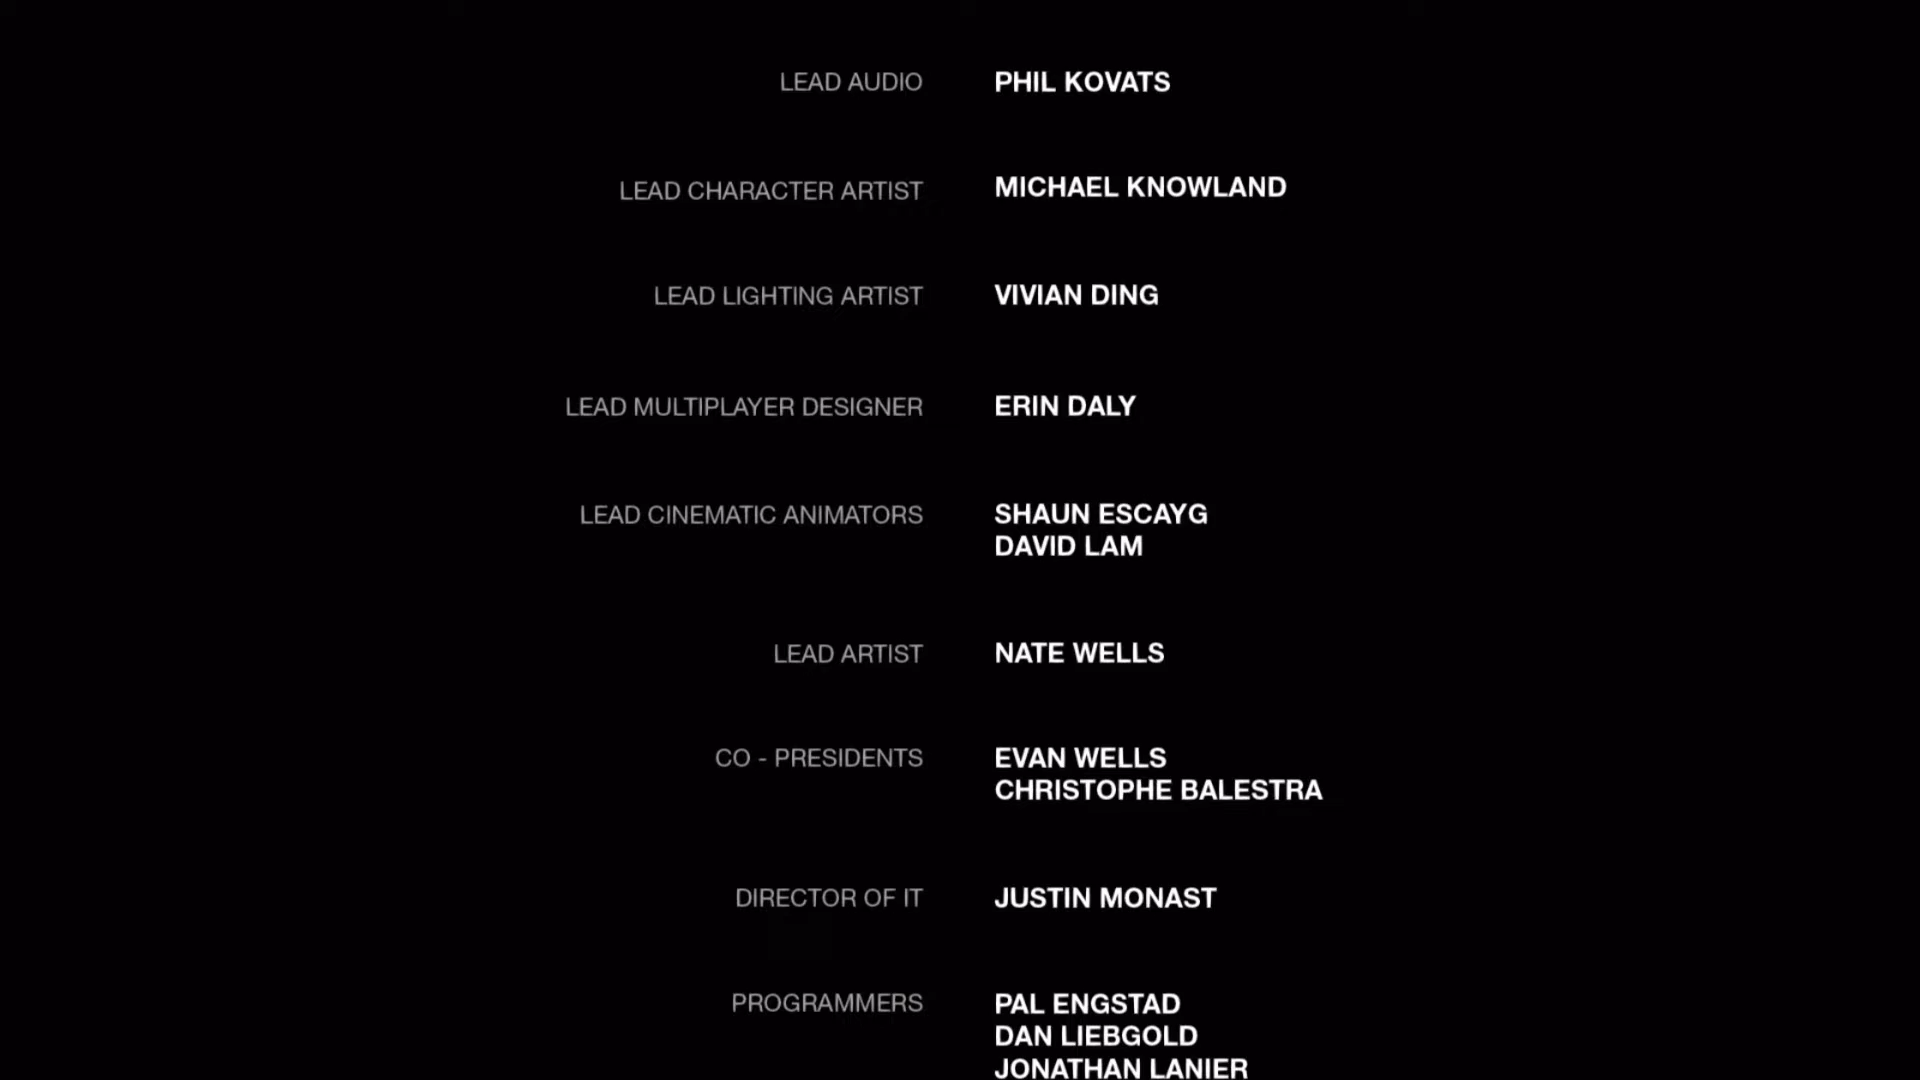 LEAD AUDIO PHIL KOVATS
LEAD CHARACTER ARTIST MICHAEL KNOWLAND
LEAD LIGHTING ARTIST VIVIAN DING
LEAD MULTIPLAYER DESIGNER ERIN DALY
LEAD CINEMATIC ANIMATORS SHAUN ESCAYG
DAVID LAM
LEAD ARTIST NATE WELLS
CO - PRESIDENTS EVAN WELLS
CHRISTOPHE BALESTRA
DIRECTOR OF IT JUSTIN MONAST
PROGRAMMERS PAL ENGSTAD
DAN LIEBGOLD
JONATHAN LANIER